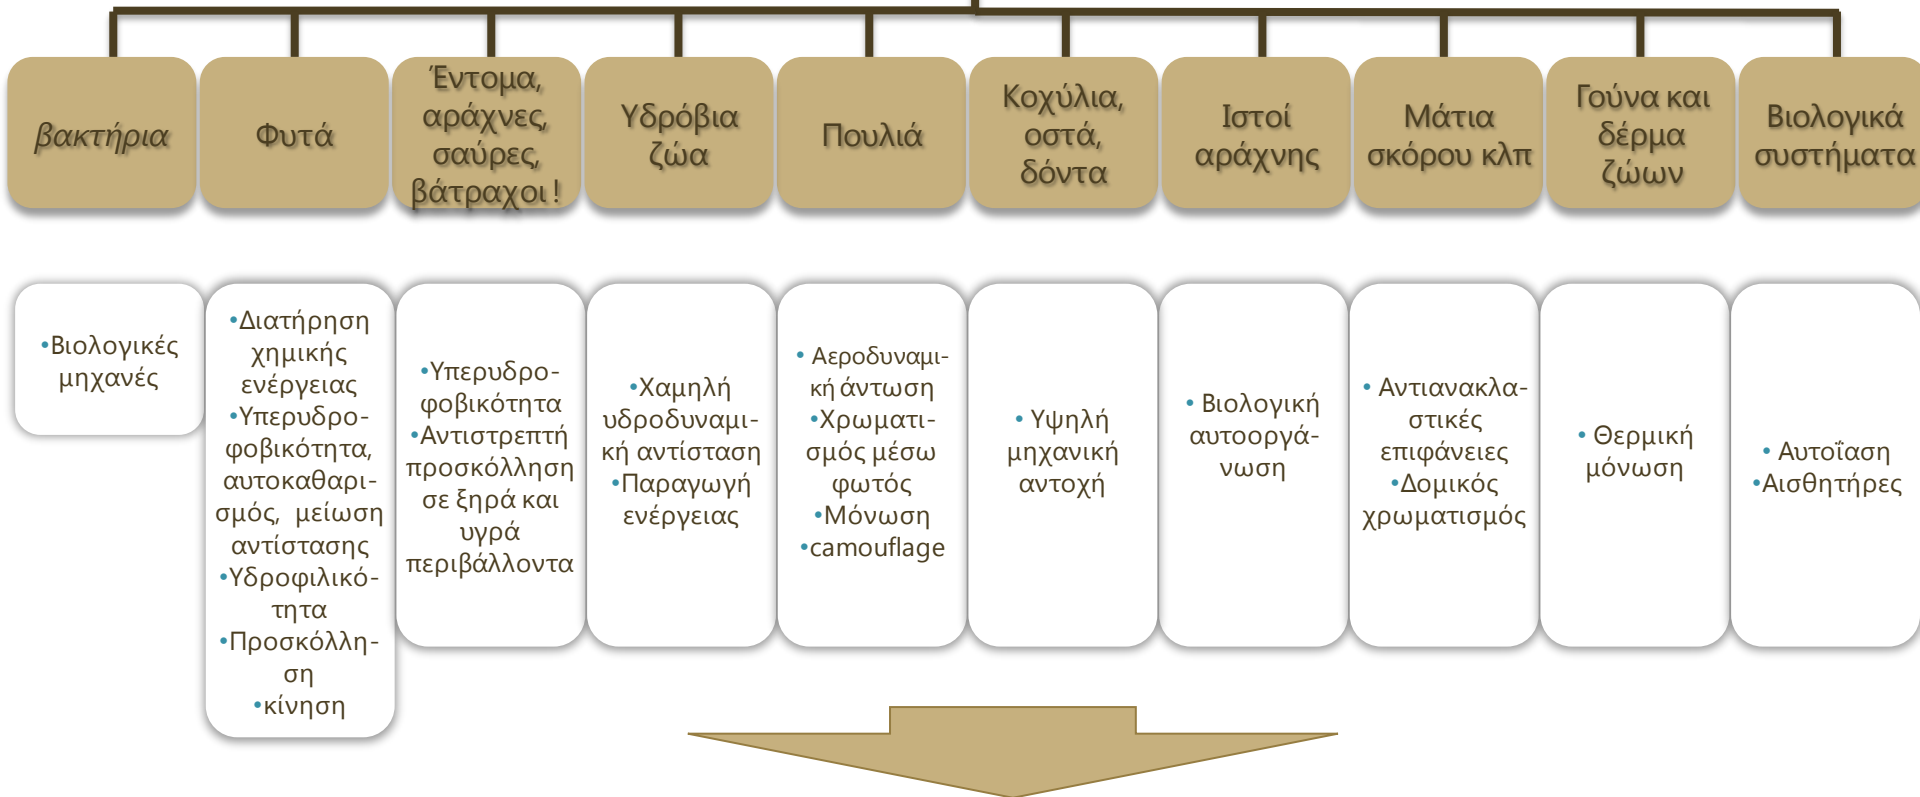 βακτήρια
Φυτά
Έντομα,
αράχνες,
σαύρες,
βάτραχοι !
Υδρόβια
ζώα
Πουλιά
Κοχύλια,
οστά,
δόντα
Ιστοί
αράχνης
Μάτια
σκόρου κλπ
Γούνα και
δέρμα
ζώων
Βιολογικά
συστήματα
•Βιολογικές
μηχανές
•Διατήρηση
χημικής
ενέργειας
•Υπερυδρο-
φοβικότητα,
αυτοκαθαρι-
σμός, μείωση
αντίστασης
•Υδροφιλικό-
τητα
•Προσκόλλη-
ση
•κίνηση
•Υπερυδρο-
φοβικότητα
•Αντιστρεπτή
προσκόλληση
σε ξηρά και
υγρά
περιβάλλοντα
•Χαμηλή
υδροδυναμι-
κή αντίσταση
•Παραγωγή
ενέργειας
• Αεροδυναμι-
κή άντωση
•Χρωματι-
σμός μέσω
φωτός
•Μόνωση
•camouflage
• Υψηλή
μηχανική
αντοχή
• Βιολογική
αυτοοργά-
νωση
• Αντιανακλα-
στικές
επιφάνειες
•Δομικός
χρωματισμός
• Θερμική
μόνωση
• Αυτοΐαση
•Αισθητήρες